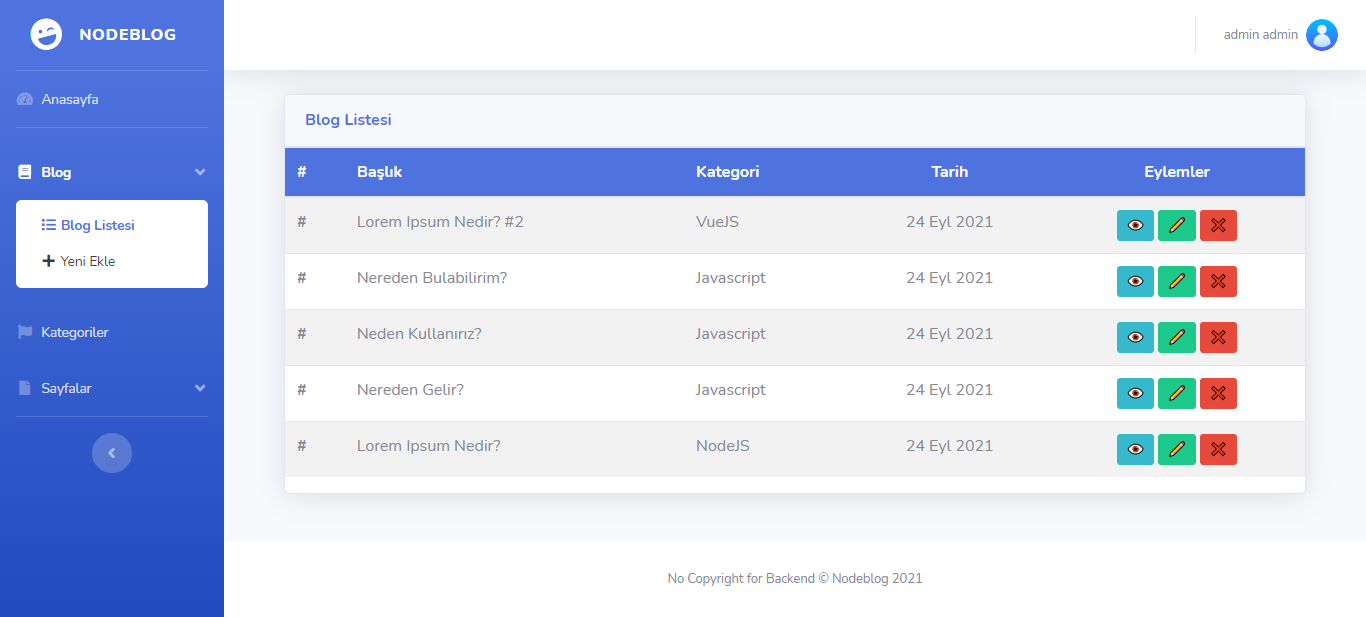 NODEBLOG
admin admin
Anasayfa
Blog
Blog Listesi
Yeni Ekle
Kategoriler
Sayfalar
Blog Listesi
# Başlık Kategori Tarih Eylemler
# Lorem Ipsum Nedir? #2 VueJS 24 Eyl 2021
# Nereden Bulabilirim? Javascript 24 Eyl 2021
# Neden Kullanırız? Javascript 24 Eyl 2021
# Nereden Gelir? Javascript 24 Eyl 2021
# Lorem Ipsum Nedir? NodeJS 24 Eyl 2021
No Copyright for Backend © Nodeblog 2021